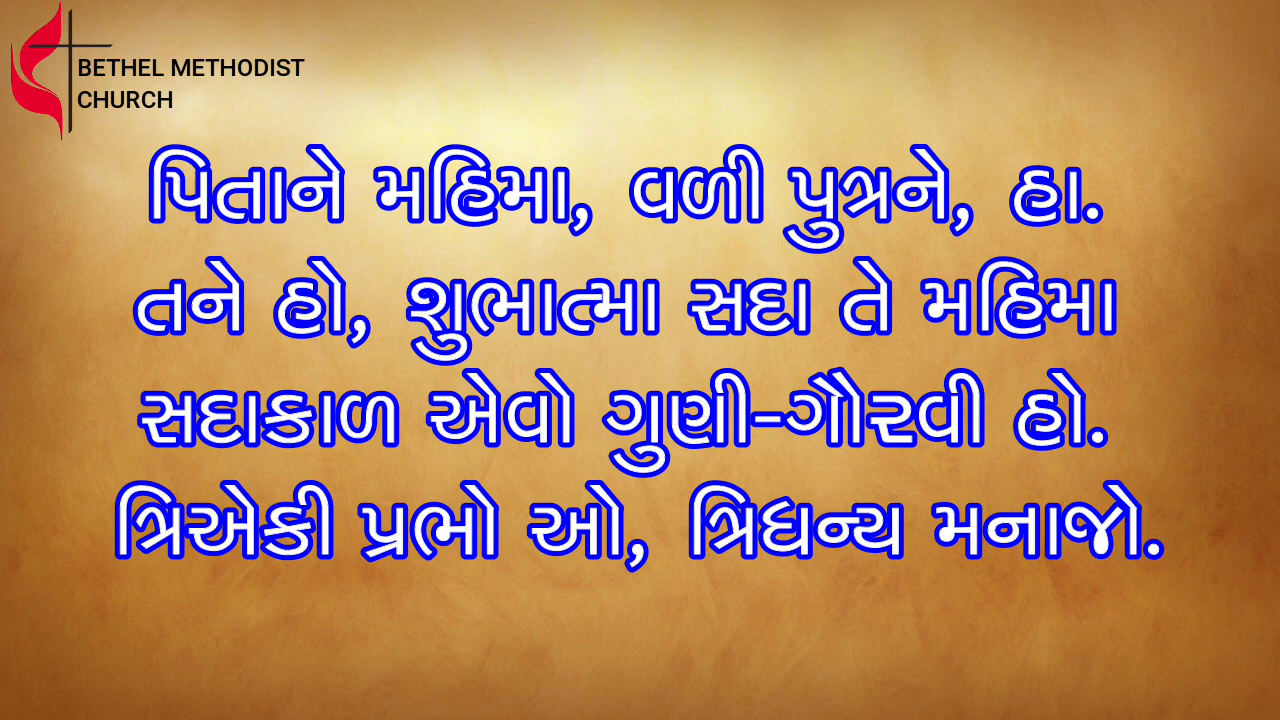 BETHEL METHODIST
CHURCH
પિતાને મહિમા, વળી પુત્રને, હા.
તને હો, શુભાત્મા સદા તે મહિમા
સદાકાળ એવો ગુણી-ગૌરવી હો.
ત્રિએકી પ્રભો ઓ, ત્રિધન્ય મનાજો.